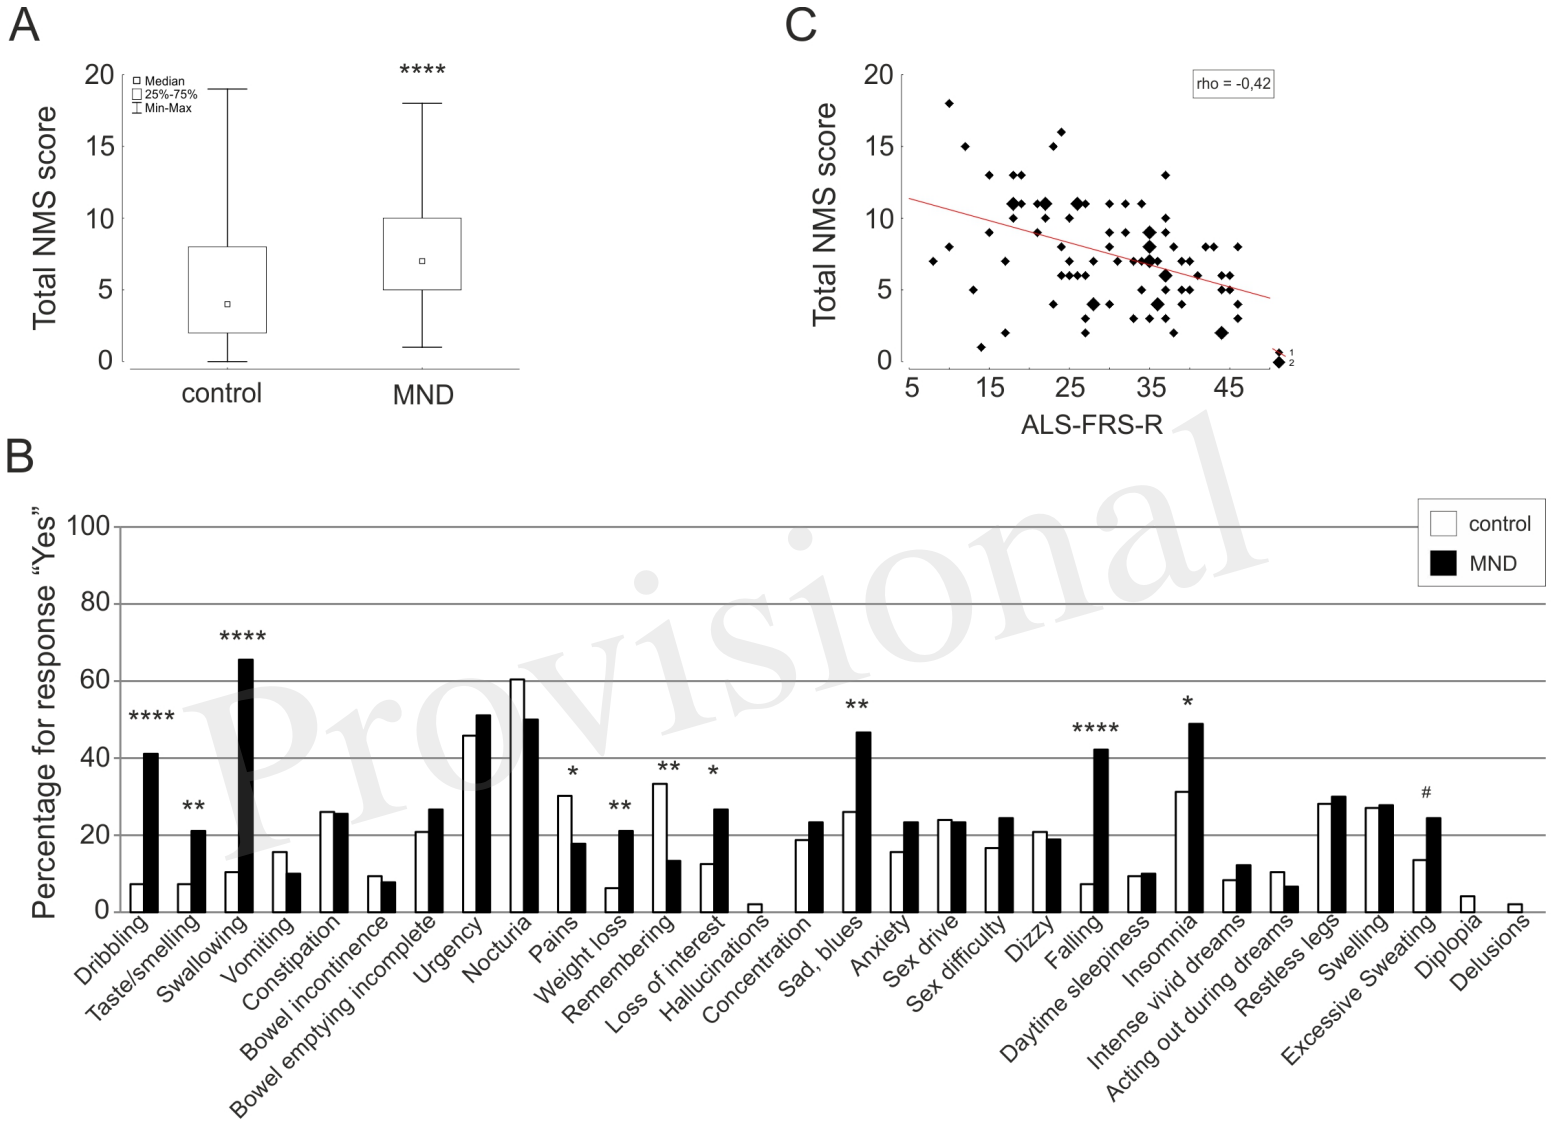 A
Total NMS score
20
15
10
5
0
Median
25%-75%
Min-Max
****
control
MND
C
Total NMS score
20
15
10
5
0
rho = -0,42
1
2
5 15 25 35 45
ALS-FRS-R
B
Percentage for response “Yes”
100
80
60
40
20
0
control
MND
****
**
****
*
**
**
*
**
****
*
#
Dribbling
Taste/smelling
Swallowing
Vomiting
Constipation
Bowel incontinence
Bowel emptying incomplete
Urgency
Nocturia
Pains
Weight loss
Remembering
Loss of interest
Hallucinations
Concentration
Sad, blues
Anxiety
Sex drive
Sex difficulty
Dizzy
Falling
Daytime sleepiness
Insomnia
Intense vivid dreams
Acting out during dreams
Restless legs
Swelling
Excessive Sweating
Diplopia
Delusions
Provisional